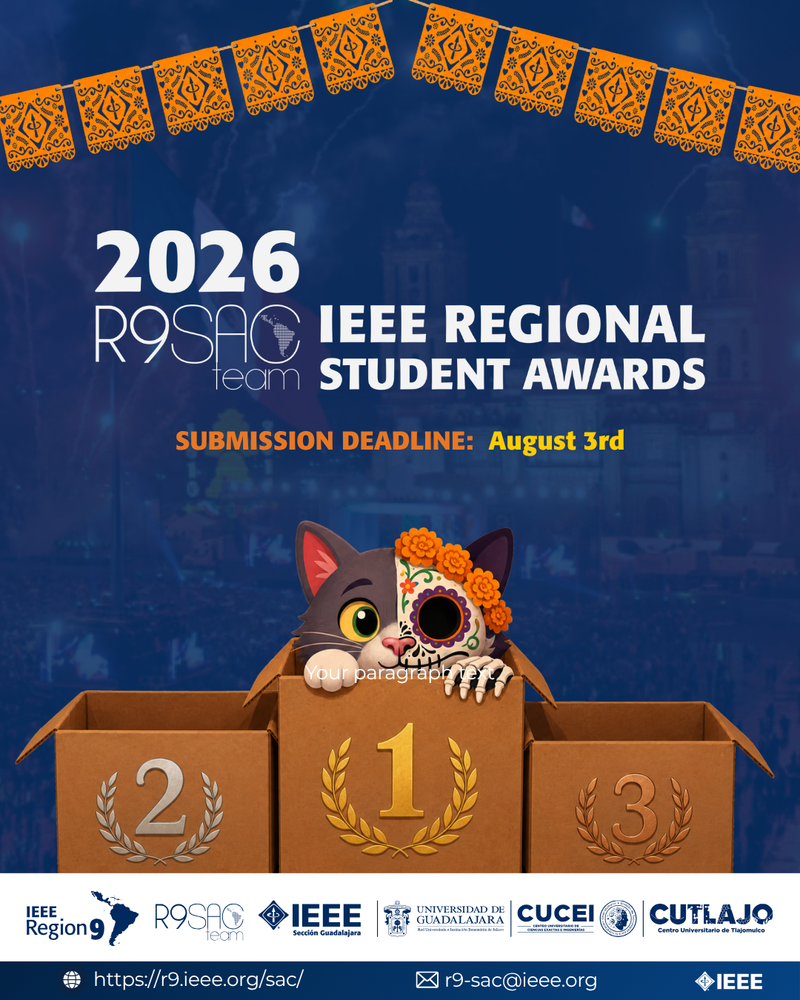 2026
R9SAC
team
IEEE REGIONAL
STUDENT AWARDS
SUBMISSION DEADLINE: August 3rd
Your paragraph text
2
1
3
IEEE
Region9
R9SAC
team
IEEE
Sección Guadalajara
UNIVERSIDAD DE
GUADALAJARA
Red Universitaria e Institución Benemérita de Jalisco
CUCEI
CENTRO UNIVERSITARIO DE
CIENCIAS EXACTAS E INGENIERÍAS
CUTLAJO
Centro Universitario de Tlajomulco
https://r9.ieee.org/sac/
r9-sac@ieee.org
IEEE